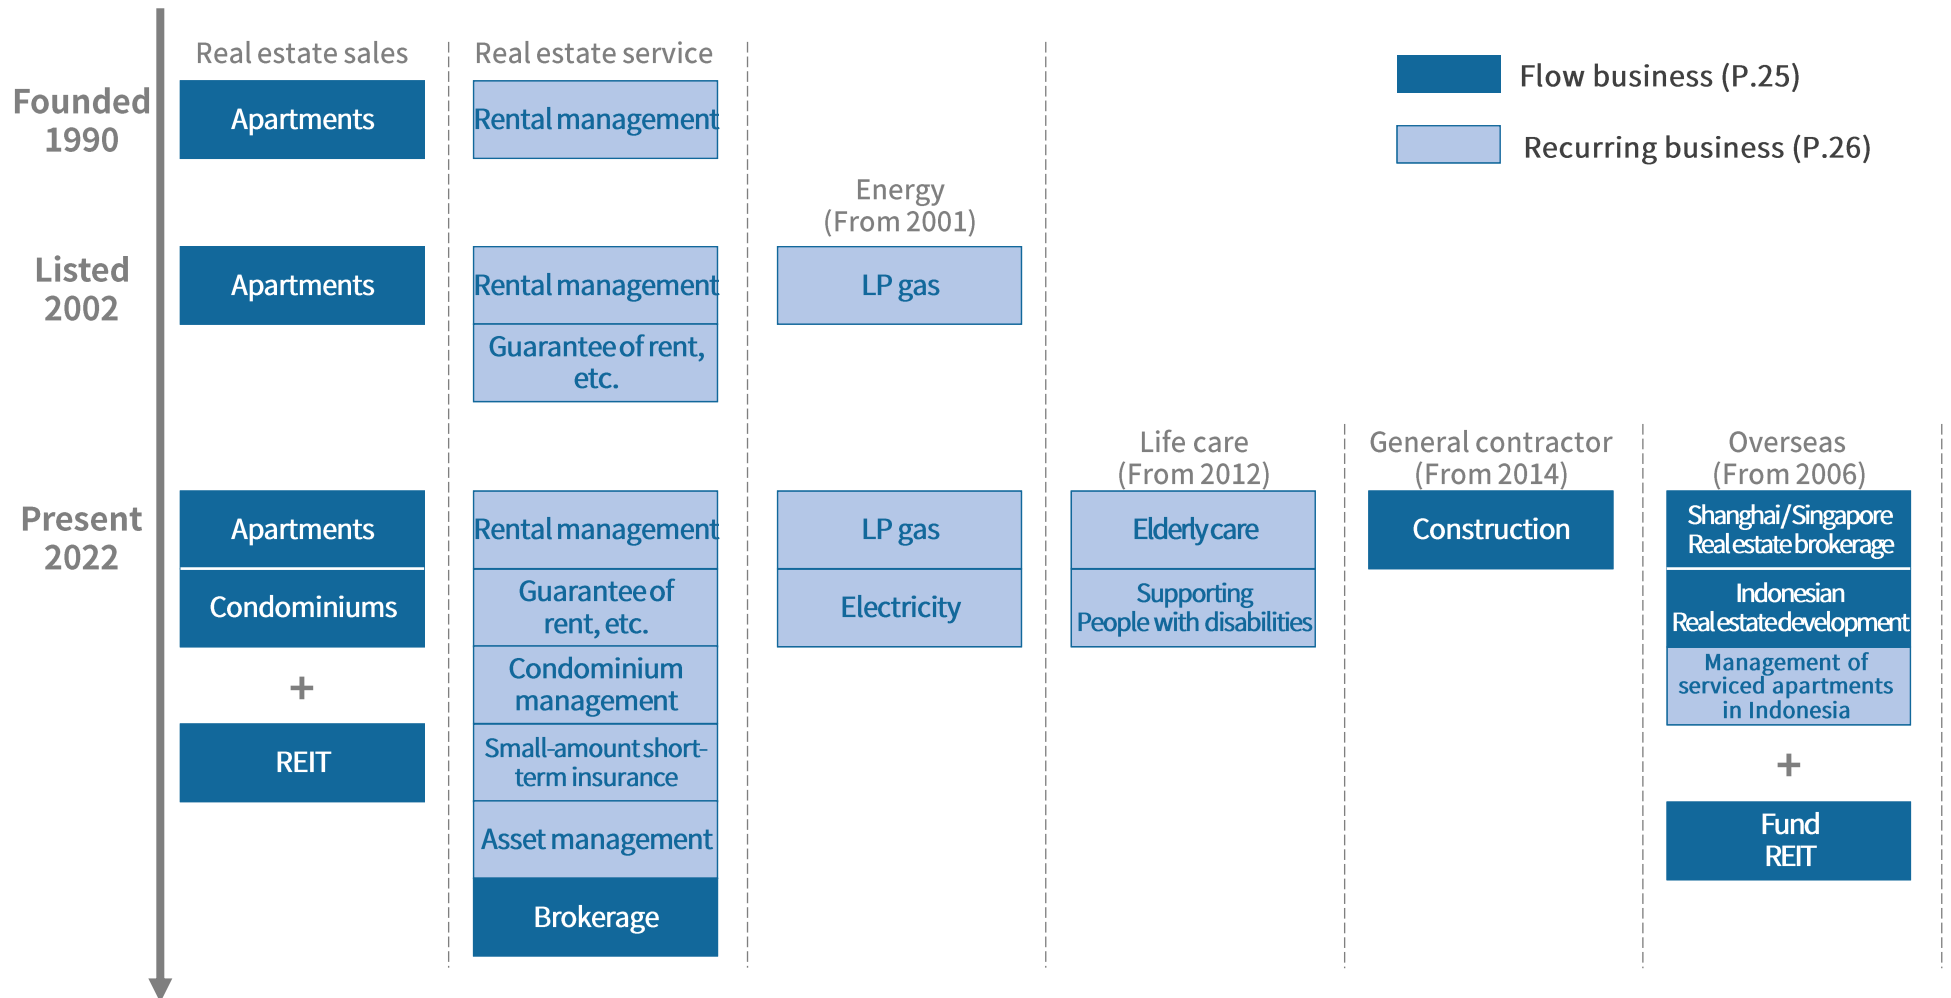 Real estate sales
Real estate service
Flow business (P.25)
Recurring business (P.26)
Founded
1990
Apartments
Rental management
Energy
(From 2001)
Listed
2002
Apartments
Rental management
Guarantee of rent,
etc.
LP gas
Life care
(From 2012)
General contractor
(From 2014)
Overseas
(From 2006)
Present
2022
Apartments
Condominiums
+
REIT
Rental management
Guarantee of
rent, etc.
Condominium
management
Small-amount short-
term insurance
Asset management
Brokerage
LP gas
Electricity
Elderly care
Supporting
People with disabilities
Construction
Shanghai/Singapore
Real estate brokerage
Indonesian
Real estate development
Management of
serviced apartments
in Indonesia
+
Fund
REIT